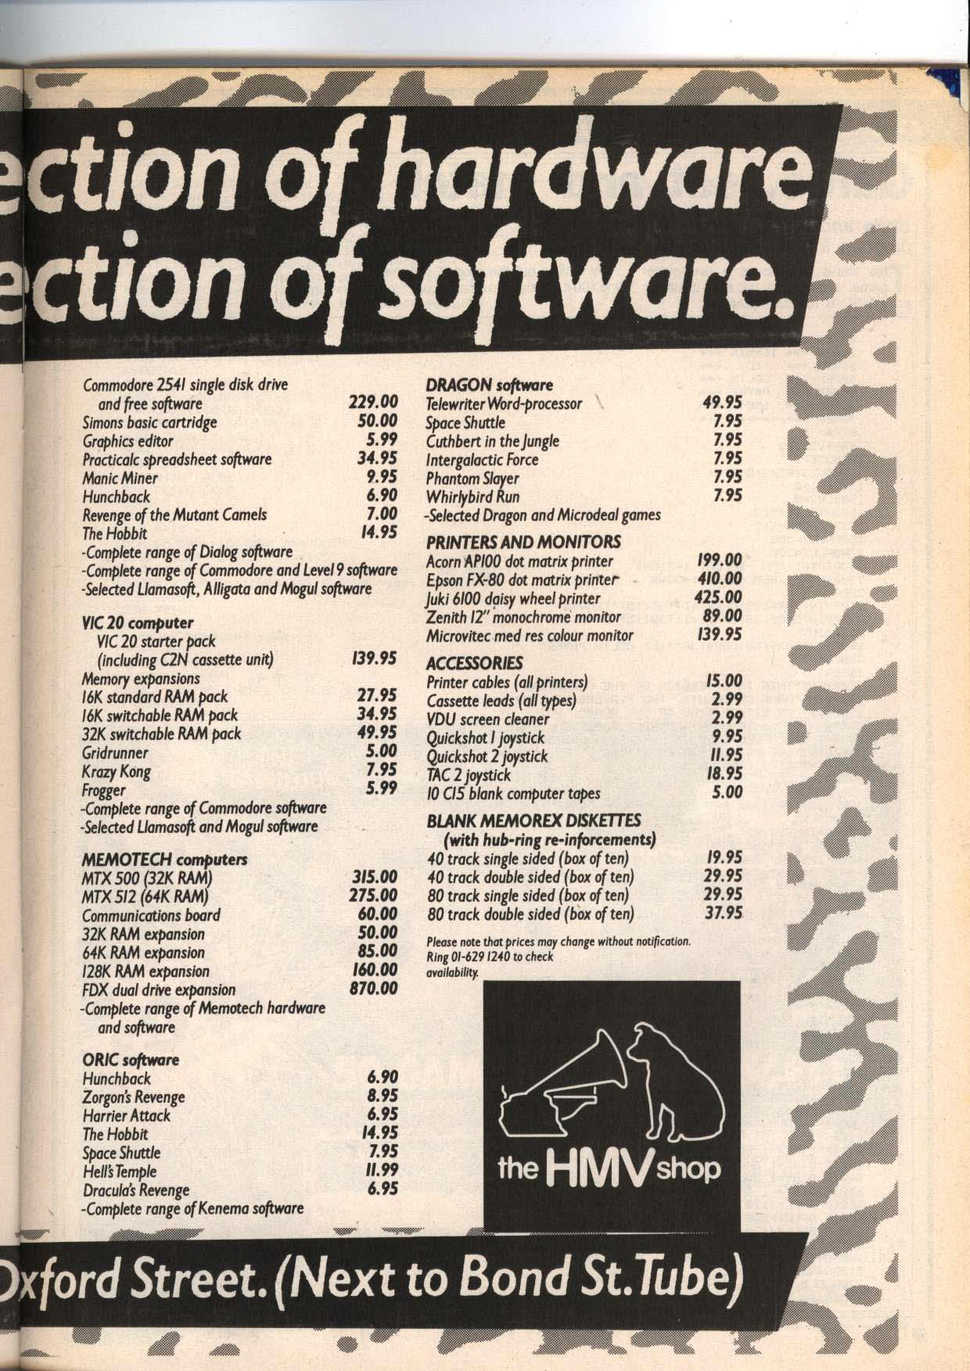 ction of hardware
ction of software.
Commodore 2541 single disk drive
and free software 229.00
Simons basic cartridge 50.00
Graphics editor 5.99
Practicalc spreadsheet software 34.95
Manic Miner 9.95
Hunchback 6.90
Revenge of the Mutant Camels 7.00
The Hobbit 14.95
-Complete range of Dialog software
-Complete range of Commodore and Level 9 software
-Selected Llamasoft, Alligata and Mogul software
VIC 20 computer
VIC 20 starter pack
(including C2N cassette unit) 139.95
Memory expansions
16K standard RAM pack 27.95
16K switchable RAM pack 34.95
32K switchable RAM pack 49.95
Gridrunner 5.00
Krazy Kong 7.95
Frogger 5.99
-Complete range of Commodore software
-Selected Llamasoft and Mogul software
MEMOTECH computers
MTX 500 (32K RAM) 315.00
MTX 512 (64K RAM) 275.00
Communications board 60.00
32K RAM expansion 50.00
64K RAM expansion 85.00
128K RAM expansion 160.00
FDX dual drive expansion 870.00
-Complete range of Memotech hardware
and software
ORIC software
Hunchback 6.90
Zorgon's Revenge 8.95
Harrier Attack 6.95
The Hobbit 14.95
Space Shuttle 7.95
Hell's Temple 11.99
Dracula's Revenge 6.95
-Complete range of Kenema software
DRAGON software
Telewriter Word-processor 49.95
Space Shuttle 7.95
Cuthbert in the Jungle 7.95
Intergalactic Force 7.95
Phantom Slayer 7.95
Whirlybird Run 7.95
-Selected Dragon and Microdeal games
PRINTERS AND MONITORS
Acorn AP100 dot matrix printer 199.00
Epson FX-80 dot matrix printer 410.00
Juki 6100 daisy wheel printer 425.00
Zenith 12" monochrome monitor 89.00
Microvitec med res colour monitor 139.95
ACCESSORIES
Printer cables (all printers) 15.00
Cassette leads (all types) 2.99
VDU screen cleaner 2.99
Quickshot 1 joystick 9.95
Quickshot 2 joystick 11.95
TAC 2 joystick 18.95
10 C15 blank computer tapes 5.00
BLANK MEMOREX DISKETTES
(with hub-ring re-inforcements)
40 track single sided (box of ten) 19.95
40 track double sided (box of ten) 29.95
80 track single sided (box of ten) 29.95
80 track double sided (box of ten) 37.95
Please note that prices may change without notification.
Ring 01-629 1240 to check
availability.
the HMV shop
Oxford Street. (Next to Bond St. Tube)